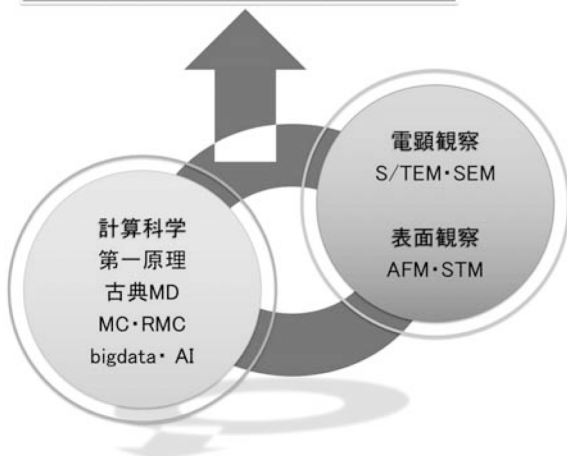 電顕観察
S/TEM・SEM
表面観察
AFM・STM
計算科学
第一原理
古典MD
MC・RMC
bigdata・ AI